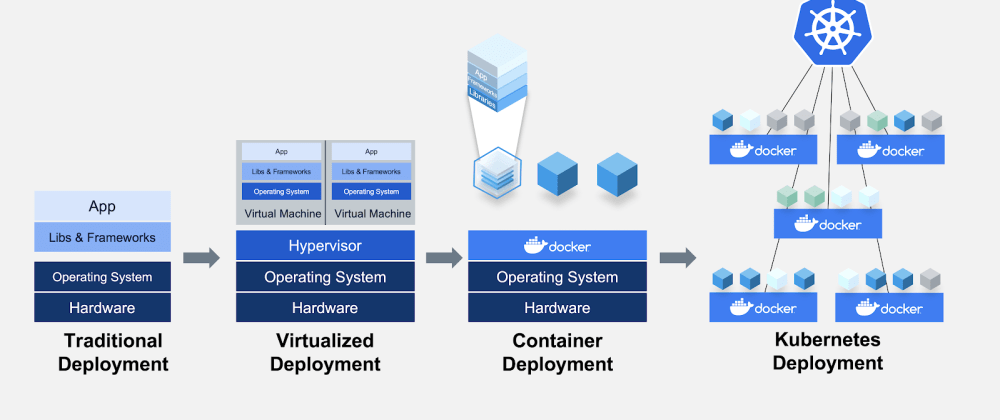 App
Libs & Frameworks
Operating System
Hardware
Traditional
Deployment
App
Libs & Frameworks
Operating System
Virtual Machine
App
Libs & Frameworks
Operating System
Virtual Machine
Hypervisor
Operating System
Hardware
Virtualized
Deployment
App
Frameworks
Libraries
docker
Operating System
Hardware
Container
Deployment
docker
docker
docker
docker
docker
Kubernetes
Deployment